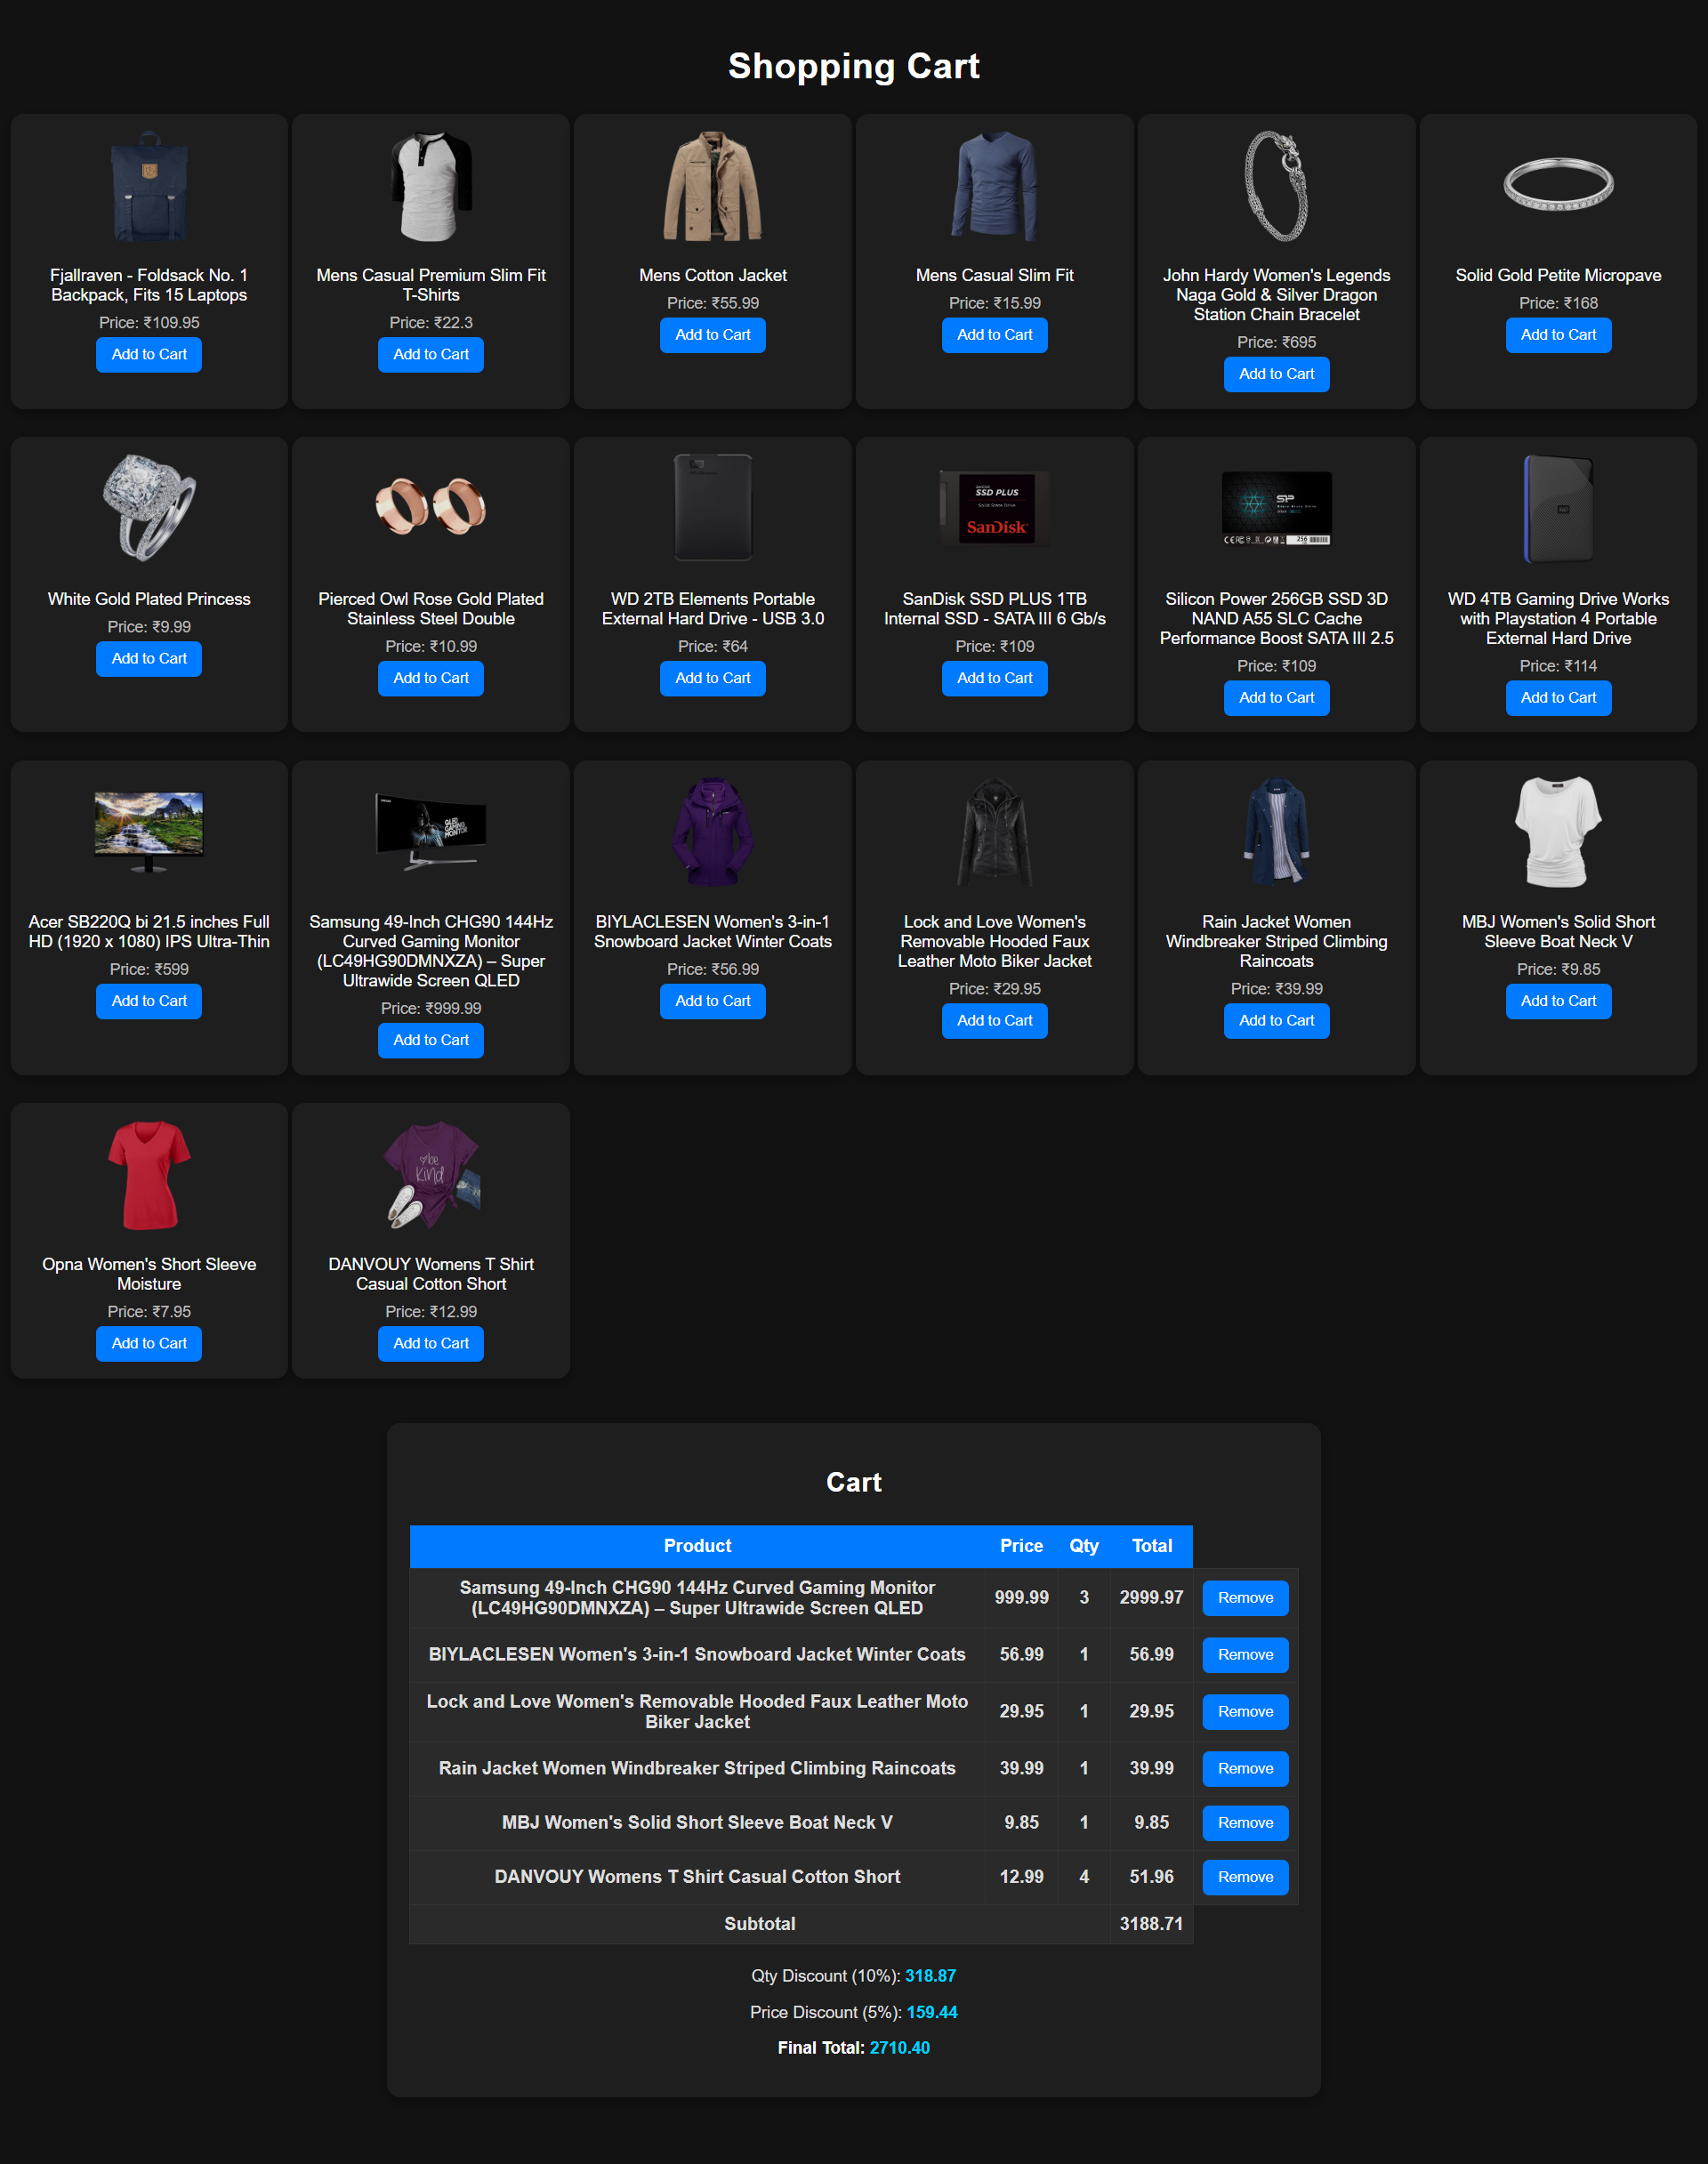 Shopping Cart
Fjallraven - Foldsack No. 1
Backpack, Fits 15 Laptops
Price: ₹109.95
Add to Cart
Mens Casual Premium Slim Fit
T-Shirts
Price: ₹22.3
Add to Cart
Mens Cotton Jacket
Price: ₹55.99
Add to Cart
Mens Casual Slim Fit
Price: ₹15.99
Add to Cart
John Hardy Women's Legends
Naga Gold & Silver Dragon
Station Chain Bracelet
Price: ₹695
Add to Cart
Solid Gold Petite Micropave
Price: ₹168
Add to Cart
White Gold Plated Princess
Price: ₹9.99
Add to Cart
Pierced Owl Rose Gold Plated
Stainless Steel Double
Price: ₹10.99
Add to Cart
WD 2TB Elements Portable
External Hard Drive - USB 3.0
Price: ₹64
Add to Cart
SSD PLUS
Solid State Drive
SanDisk
SanDisk SSD PLUS 1TB
Internal SSD - SATA III 6 Gb/s
Price: ₹109
Add to Cart
SP
256
Silicon Power 256GB SSD 3D
NAND A55 SLC Cache
Performance Boost SATA III 2.5
Price: ₹109
Add to Cart
WD
WD 4TB Gaming Drive Works
with Playstation 4 Portable
External Hard Drive
Price: ₹114
Add to Cart
Acer SB220Q bi 21.5 inches Full
HD (1920 x 1080) IPS Ultra-Thin
Price: ₹599
Add to Cart
QLED
GAMING
MONITOR
Samsung 49-Inch CHG90 144Hz
Curved Gaming Monitor
(LC49HG90DMNXZA) – Super
Ultrawide Screen QLED
Price: ₹999.99
Add to Cart
BIYLACLESEN Women's 3-in-1
Snowboard Jacket Winter Coats
Price: ₹56.99
Add to Cart
Lock and Love Women's
Removable Hooded Faux
Leather Moto Biker Jacket
Price: ₹29.95
Add to Cart
Rain Jacket Women
Windbreaker Striped Climbing
Raincoats
Price: ₹39.99
Add to Cart
MBJ Women's Solid Short
Sleeve Boat Neck V
Price: ₹9.85
Add to Cart
Opna Women's Short Sleeve
Moisture
Price: ₹7.95
Add to Cart
be
kind
DANVOUY Womens T Shirt
Casual Cotton Short
Price: ₹12.99
Add to Cart
Cart
Product Price Qty Total
Samsung 49-Inch CHG90 144Hz Curved Gaming Monitor
(LC49HG90DMNXZA) – Super Ultrawide Screen QLED 999.99 3 2999.97 Remove
BIYLACLESEN Women's 3-in-1 Snowboard Jacket Winter Coats 56.99 1 56.99 Remove
Lock and Love Women's Removable Hooded Faux Leather Moto
Biker Jacket 29.95 1 29.95 Remove
Rain Jacket Women Windbreaker Striped Climbing Raincoats 39.99 1 39.99 Remove
MBJ Women's Solid Short Sleeve Boat Neck V 9.85 1 9.85 Remove
DANVOUY Womens T Shirt Casual Cotton Short 12.99 4 51.96 Remove
Subtotal 3188.71
Qty Discount (10%): 318.87
Price Discount (5%): 159.44
Final Total: 2710.40